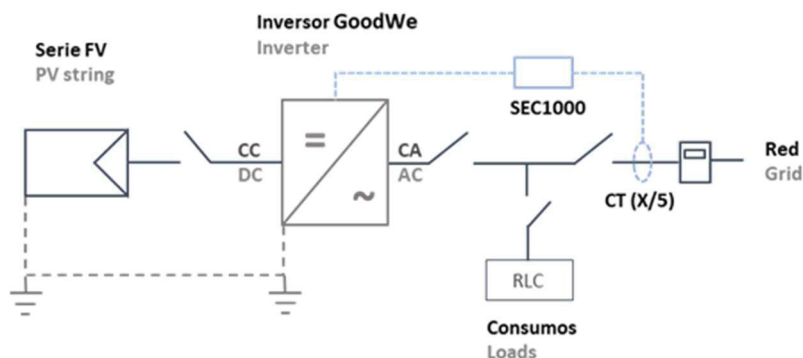 Serie FV
PV string
Inversor GoodWe
Inverter
SEC1000
CC
DC
=
~
CA
AC
CT (X/5)
Red
Grid
RLC
Consumos
Loads